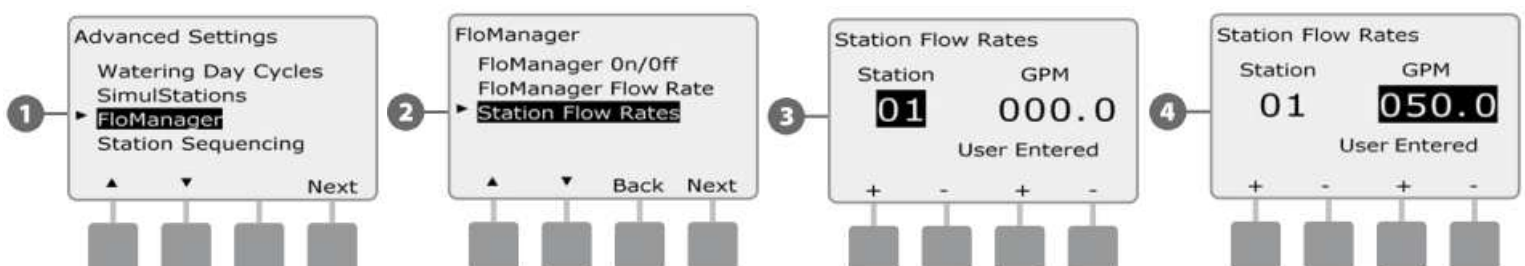 1
Advanced Settings
Watering Day Cycles
SimulStations
FloManager
Station Sequencing
Next
2
FloManager
FloManager 0n/0ff
FloManager Flow Rate
Station Flow Rates
Back Next
3
Station Flow Rates
Station GPM
01 000.0
User Entered
+ - + -
4
Station Flow Rates
Station GPM
01 050.0
User Entered
+ - + -